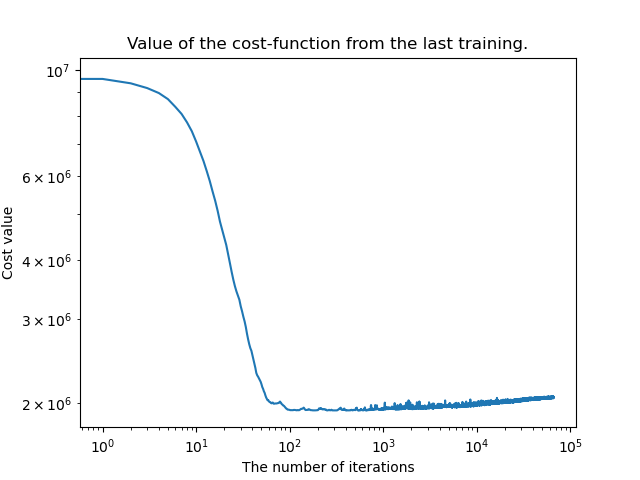 Value of the cost-function from the last training.
10⁷
6 × 10⁶
4 × 10⁶
3 × 10⁶
2 × 10⁶
Cost value
10⁰ 10¹ 10² 10³ 10⁴ 10⁵
The number of iterations